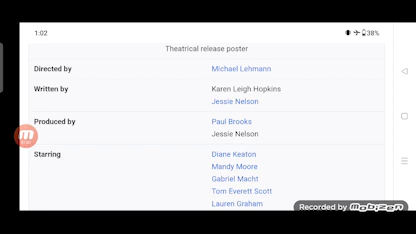 1:02
38%
Theatrical release poster
Directed by Michael Lehmann
Written by Karen Leigh Hopkins
Jessie Nelson
Produced by Paul Brooks
Jessie Nelson
Starring Diane Keaton
Mandy Moore
Gabriel Macht
Tom Everett Scott
Lauren Graham
Recorded by Mobizen